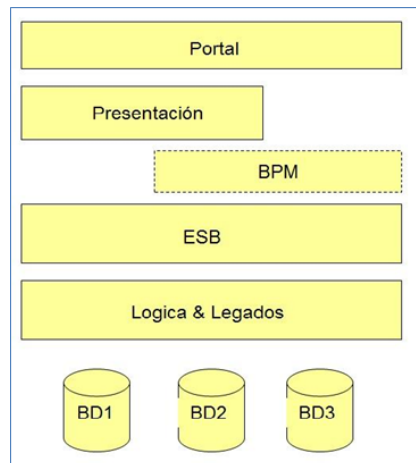 Portal
Presentación
BPM
ESB
Logica & Legados
BD1 BD2 BD3